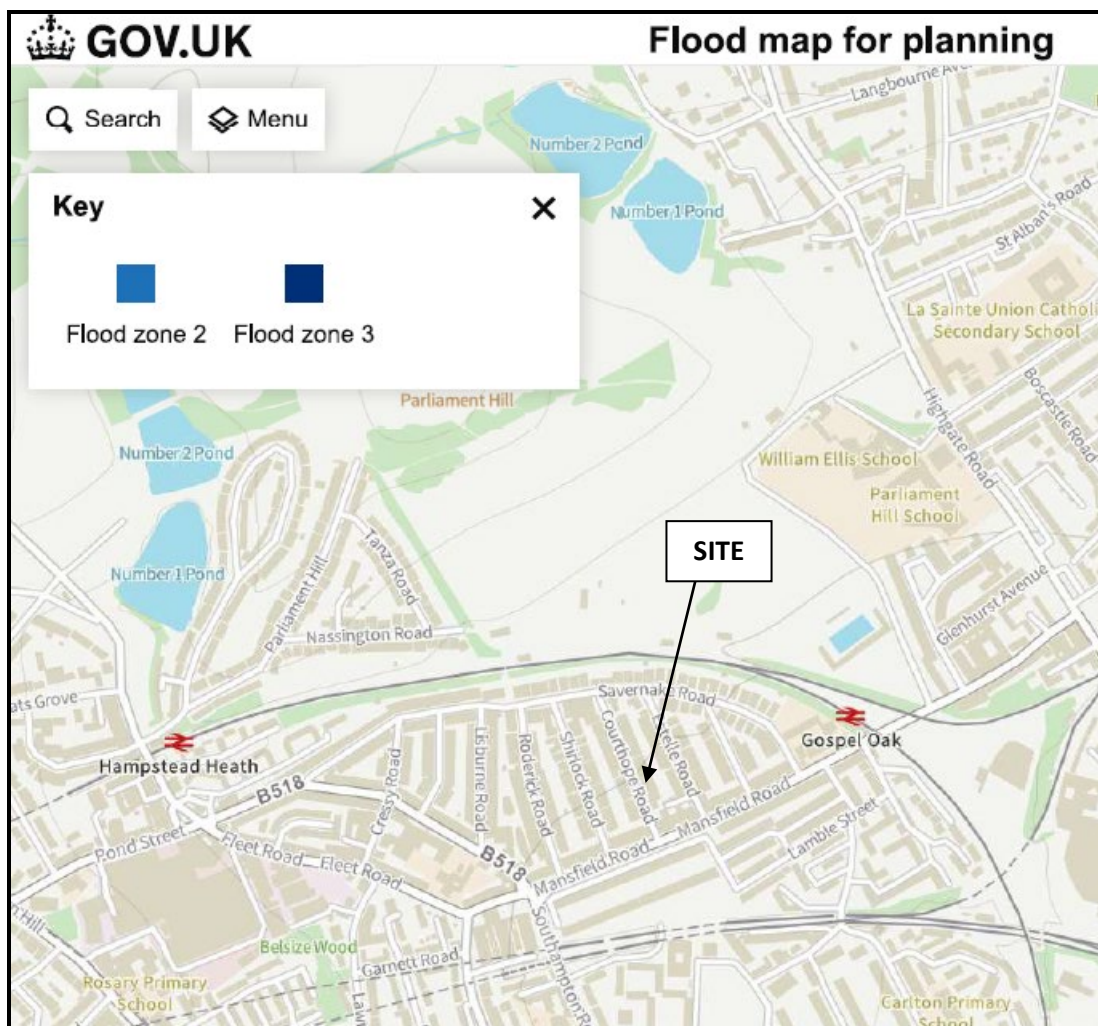 GOV.UK
Flood map for planning
Search
Menu
Key
Flood zone 2
Flood zone 3
Langbourne Ave
Number 2 Pond
Number 1 Pond
St Alban's Road
La Sainte Union Catholi
Secondary School
Boscastle Road
Highgate Road
Parliament Hill
Number 2 Pond
William Ellis School
Parliament
Hill School
SITE
Number 1 Pond
Tanza Road
Parliament Hill
Nassington Road
Glenhurst Avenue
ats Grove
Savernake Road
Hampstead Heath
Gospel Oak
Lisburne Road
Roderick Road
Shirlock Road
Courthope Road
Estelle Road
Cressy Road
B518
Mansfield Road
Mansfield Road
Lamble Street
Pond Street
Fleet Road
Fleet Road
B518
Southampton R
Belsize Wood
Garnett Road
Hill
Rosary Primary
School
Lawn
Carlton Primary
School